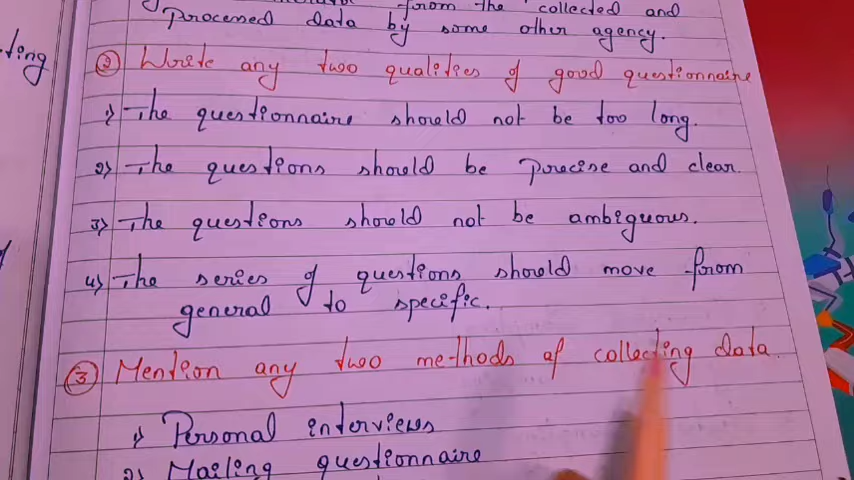 from the collected and
processed data by some other agency.
ting
② Write any two qualities of good questionnaire
1) The questionnaire should not be too long.
2) The questions should be precise and clear.
3) The questions should not be ambiguous.
4) The series of questions should move from
general to specific.
③ Mention any two methods of collecting data.
1) Personal interviews
2) Mailing questionnaire